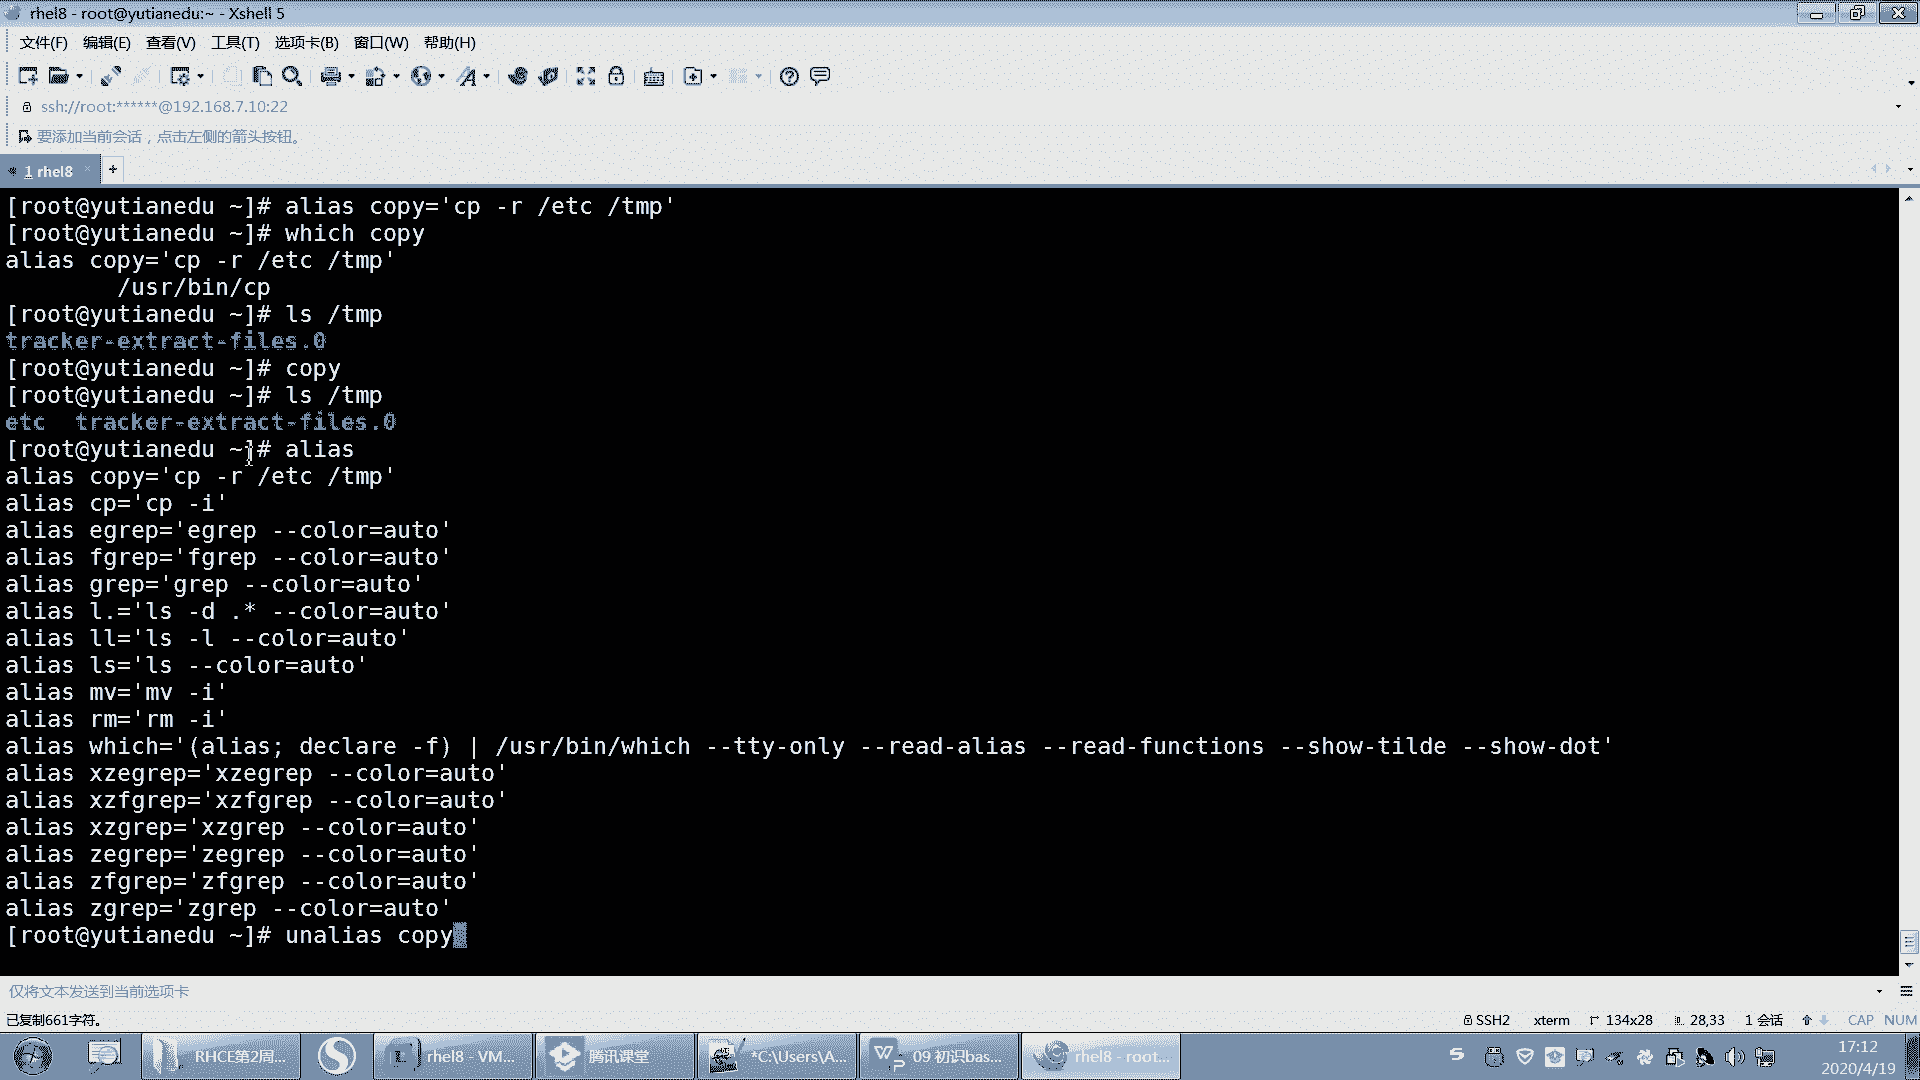 rhel8 - root@yutianedu:~ - Xshell 5
文件(F) 编辑(E) 查看(V) 工具(T) 选项卡(B) 窗口(W) 帮助(H)
ssh://root:******@192.168.7.10:22
要添加当前会话，点击左侧的箭头按钮。
1 rhel8 × +
[root@yutianedu ~]# alias copy='cp -r /etc /tmp'
[root@yutianedu ~]# which copy
alias copy='cp -r /etc /tmp'
/usr/bin/cp
[root@yutianedu ~]# ls /tmp
tracker-extract-files.0
[root@yutianedu ~]# copy
[root@yutianedu ~]# ls /tmp
etc  tracker-extract-files.0
[root@yutianedu ~]# alias
alias copy='cp -r /etc /tmp'
alias cp='cp -i'
alias egrep='egrep --color=auto'
alias fgrep='fgrep --color=auto'
alias grep='grep --color=auto'
alias l.='ls -d .* --color=auto'
alias ll='ls -l --color=auto'
alias ls='ls --color=auto'
alias mv='mv -i'
alias rm='rm -i'
alias which='(alias; declare -f) | /usr/bin/which --tty-only --read-alias --read-functions --show-tilde --show-dot'
alias xzegrep='xzegrep --color=auto'
alias xzfgrep='xzfgrep --color=auto'
alias xzgrep='xzgrep --color=auto'
alias zegrep='zegrep --color=auto'
alias zfgrep='zfgrep --color=auto'
alias zgrep='zgrep --color=auto'
[root@yutianedu ~]# unalias copy
仅将文本发送到当前选项卡
已复制661字符。 SSH2 xterm 134x28 28,33 1 会话 CAP NUM
RHCE第2周... rhel8 - VM... 腾讯课堂 *C:\Users\A... 09 初识bas... rhel8 - root... 17:12
2020/4/19